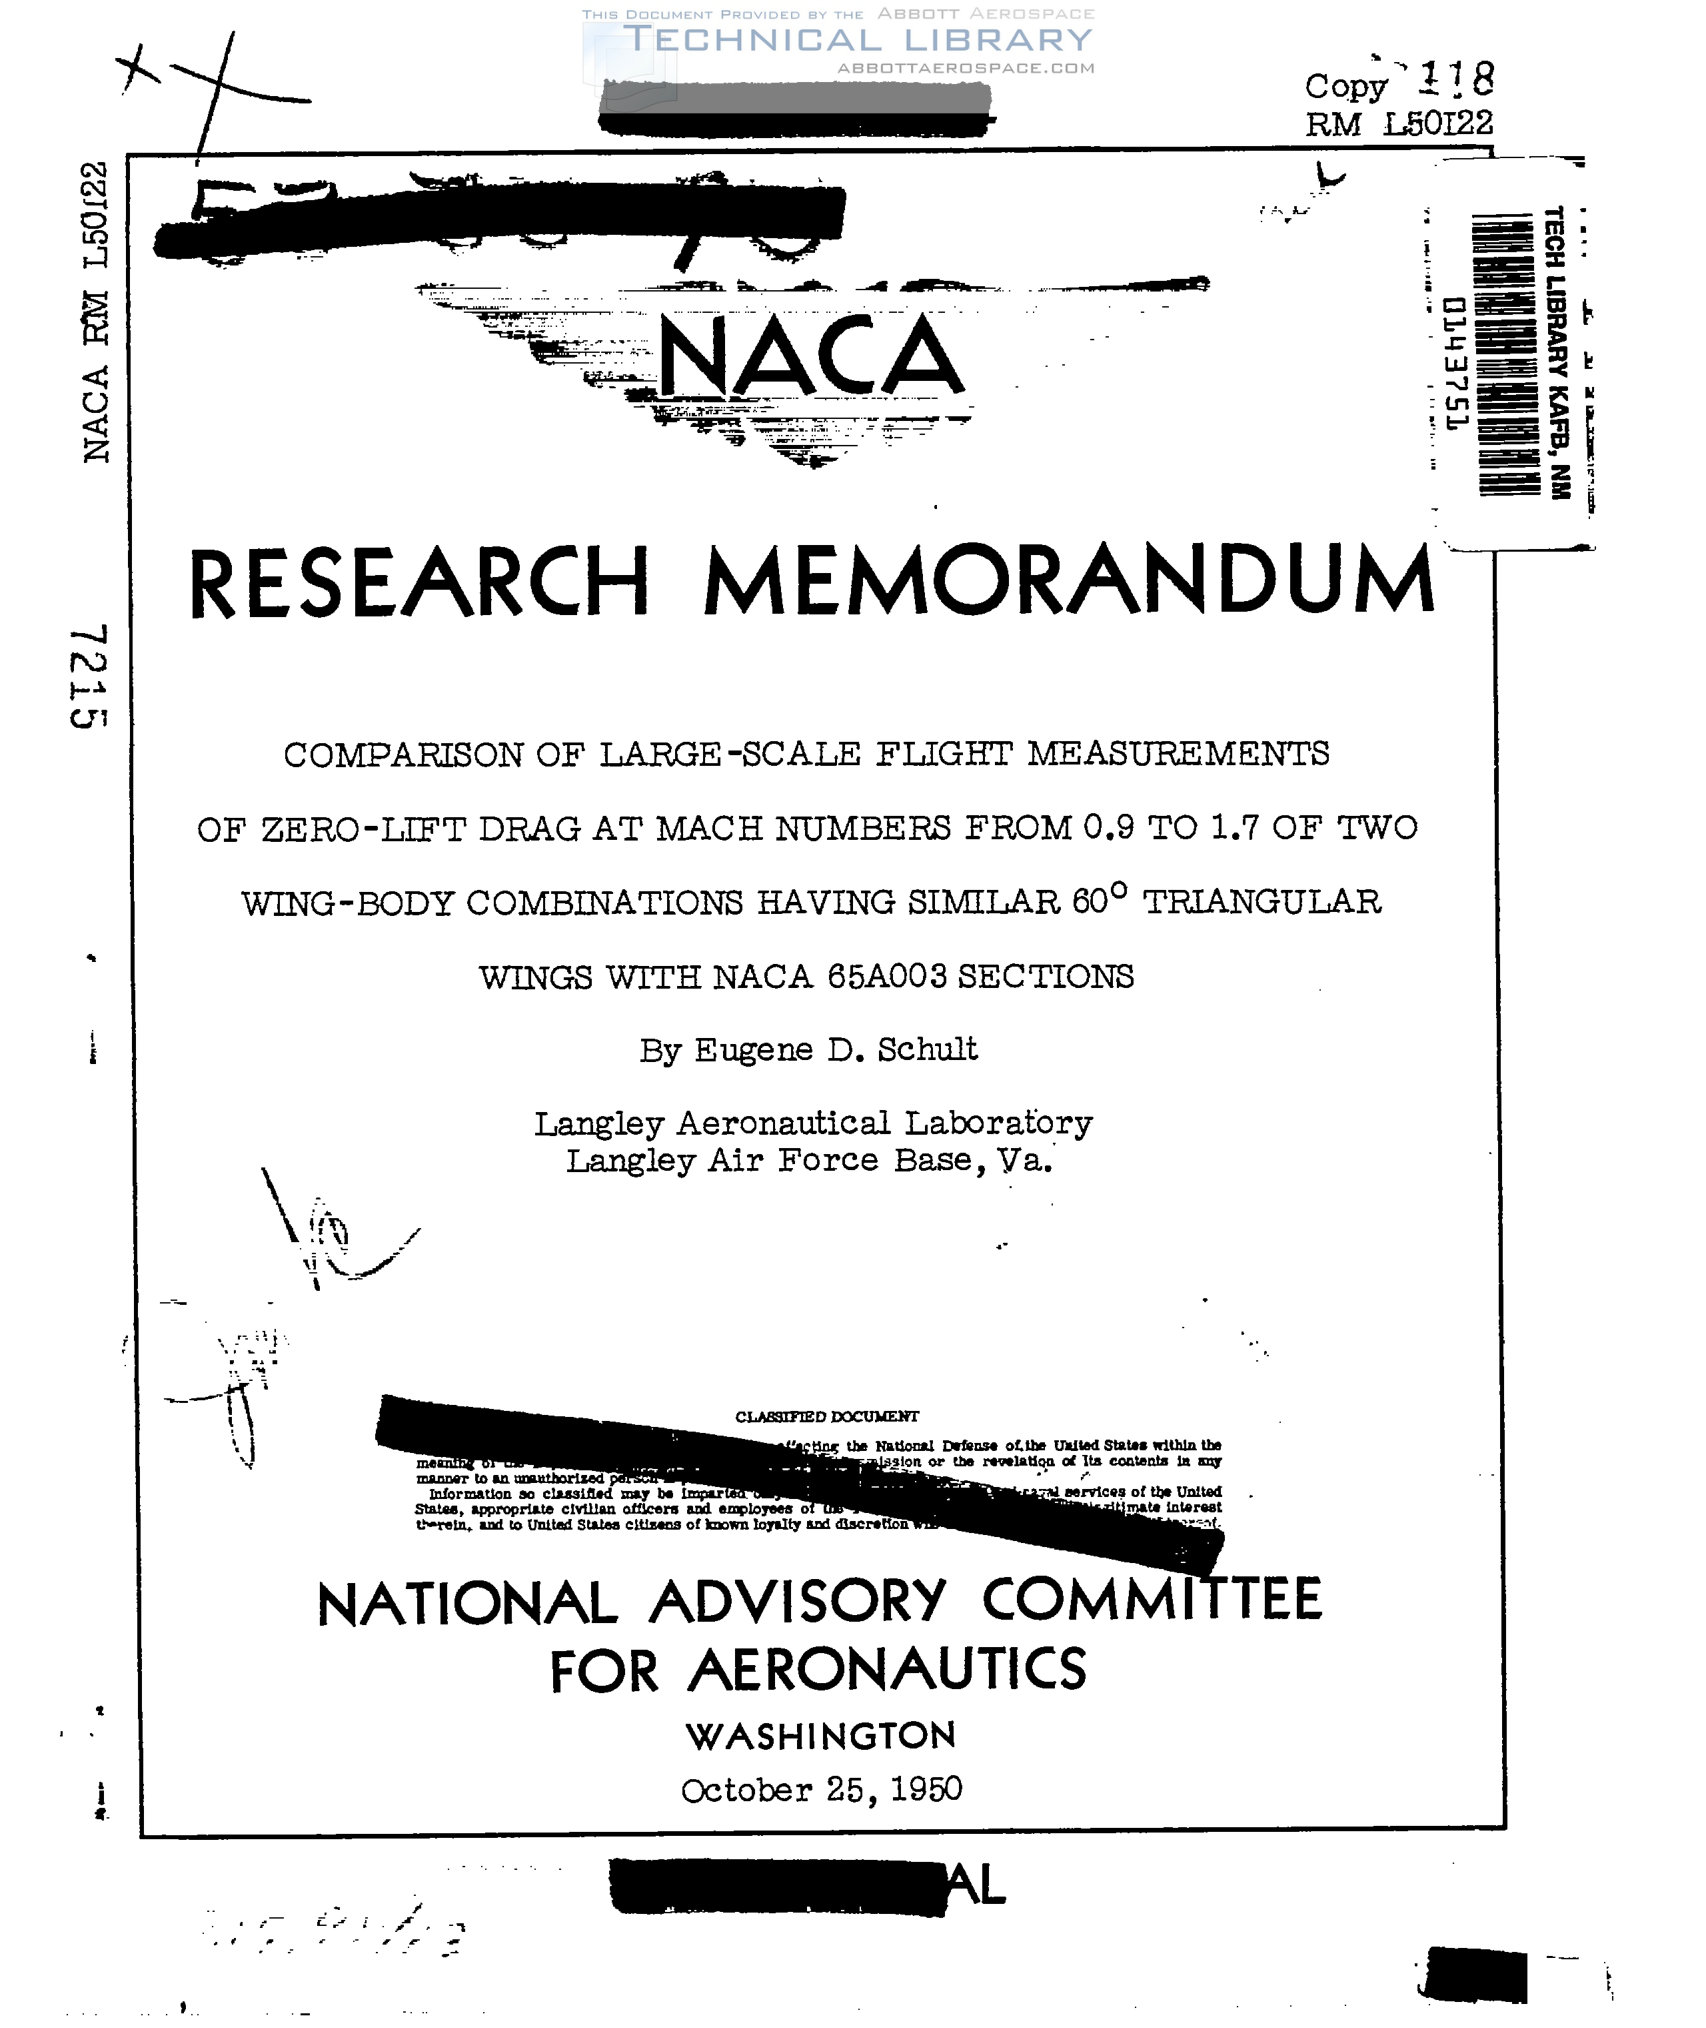 THIS DOCUMENT PROVIDED BY THE ABBOTT AEROSPACE
TECHNICAL LIBRARY
ABBOTTAEROSPACE.COM
Copy 118
RM L50I22
NACA RM L50I22
7215
TECH LIBRARY KAFB, NM
0143751
NACA
RESEARCH MEMORANDUM
COMPARISON OF LARGE-SCALE FLIGHT MEASUREMENTS
OF ZERO-LIFT DRAG AT MACH NUMBERS FROM 0.9 TO 1.7 OF TWO
WING-BODY COMBINATIONS HAVING SIMILAR 60° TRIANGULAR
WINGS WITH NACA 65A003 SECTIONS
By Eugene D. Schult
Langley Aeronautical Laboratory
Langley Air Force Base, Va.
CLASSIFIED DOCUMENT
the National Defense of the United States within the
meaning of or the revelation of its contents in any
manner to an unauthorized person
Information so classified may be imparted services of the United
States, appropriate civilian officers and employees of interest
therein, and to United States citizens of known loyalty and discretion
NATIONAL ADVISORY COMMITTEE
FOR AERONAUTICS
WASHINGTON
October 25, 1950
AL